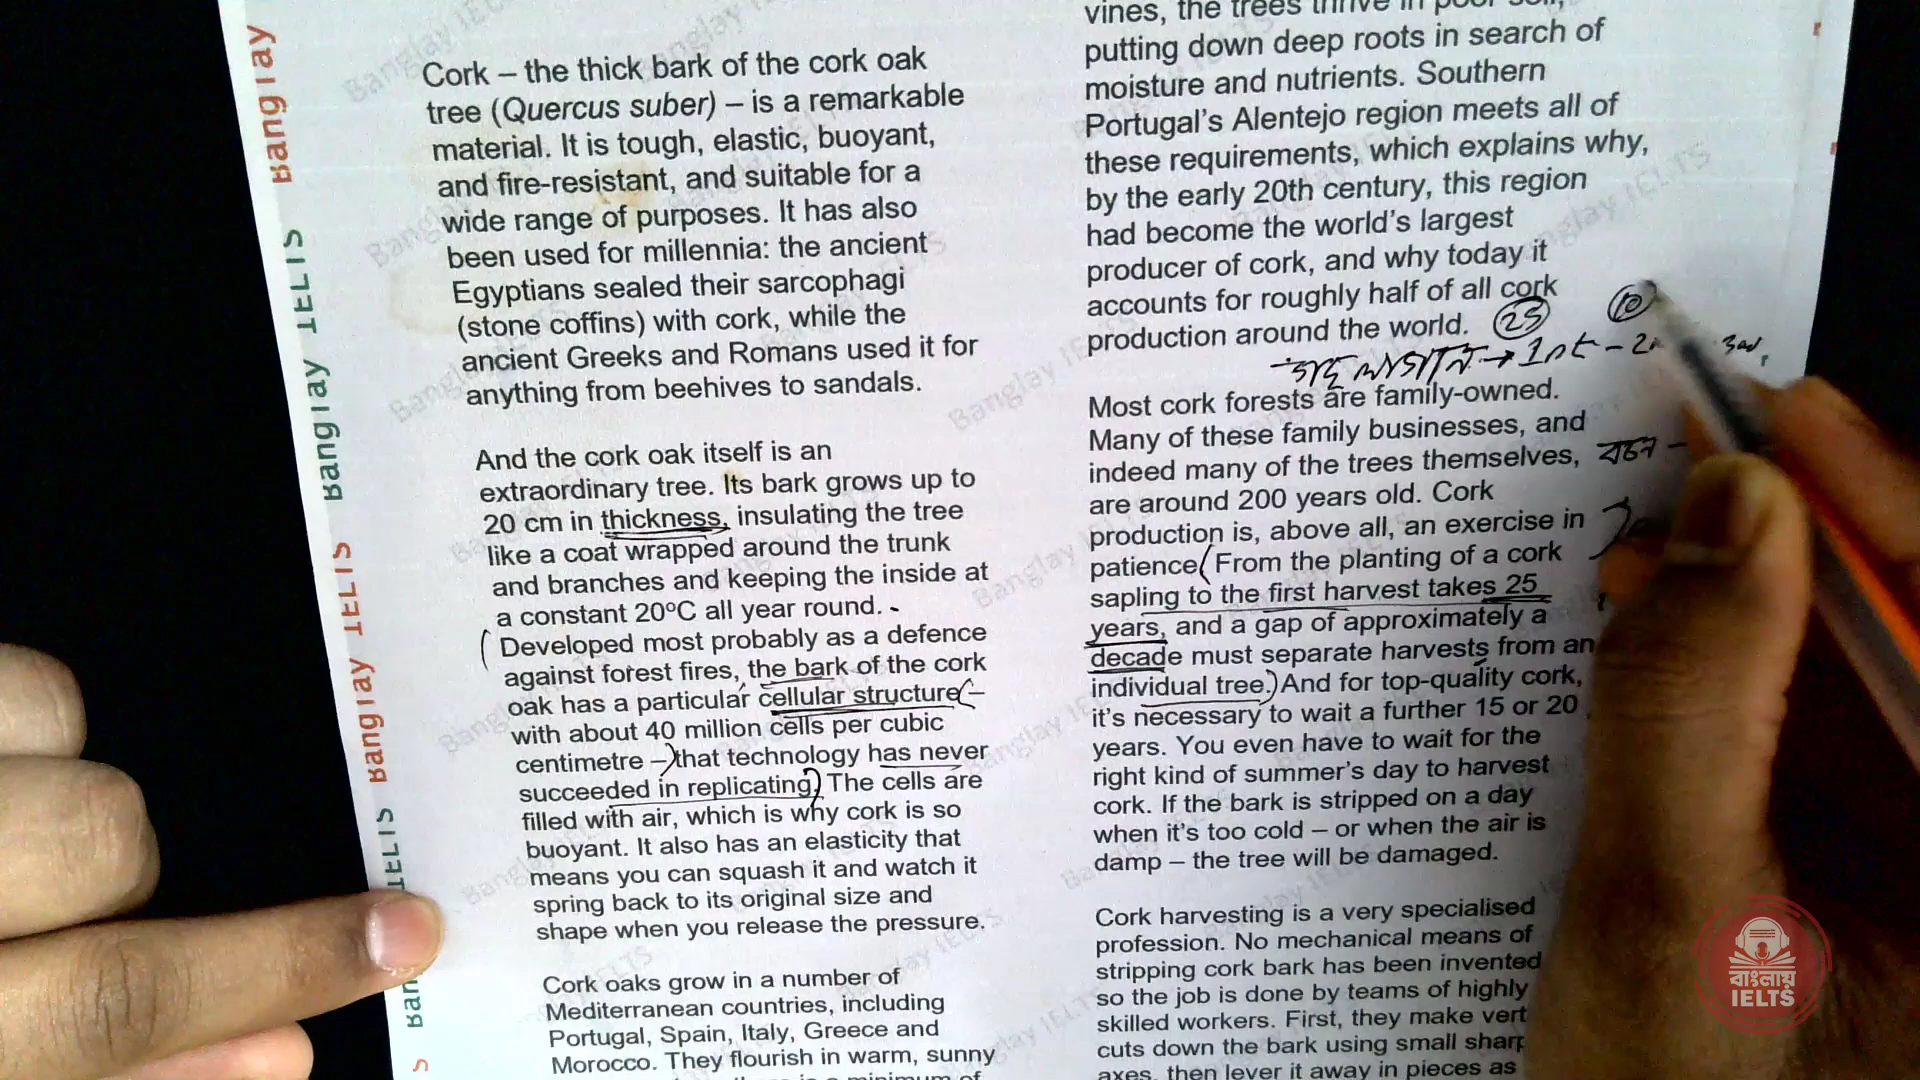 Cork – the thick bark of the cork oak
tree (Quercus suber) – is a remarkable
material. It is tough, elastic, buoyant,
and fire-resistant, and suitable for a
wide range of purposes. It has also
been used for millennia: the ancient
Egyptians sealed their sarcophagi
(stone coffins) with cork, while the
ancient Greeks and Romans used it for
anything from beehives to sandals.
And the cork oak itself is an
extraordinary tree. Its bark grows up to
20 cm in thickness, insulating the tree
like a coat wrapped around the trunk
and branches and keeping the inside at
a constant 20ºC all year round.
Developed most probably as a defence
against forest fires, the bark of the cork
oak has a particular cellular structure –
with about 40 million cells per cubic
centimetre – that technology has never
succeeded in replicating. The cells are
filled with air, which is why cork is so
buoyant. It also has an elasticity that
means you can squash it and watch it
spring back to its original size and
shape when you release the pressure.
Cork oaks grow in a number of
Mediterranean countries, including
Portugal, Spain, Italy, Greece and
Morocco. They flourish in warm, sunny
vines, the trees thrive in poor soil,
putting down deep roots in search of
moisture and nutrients. Southern
Portugal's Alentejo region meets all of
these requirements, which explains why,
by the early 20th century, this region
had become the world's largest
producer of cork, and why today it
accounts for roughly half of all cork
production around the world.
25
10
Most cork forests are family-owned.
Many of these family businesses, and
indeed many of the trees themselves,
are around 200 years old. Cork
production is, above all, an exercise in
patience. From the planting of a cork
sapling to the first harvest takes 25
years, and a gap of approximately a
decade must separate harvests from an
individual tree. And for top-quality cork,
it's necessary to wait a further 15 or 20
years. You even have to wait for the
right kind of summer's day to harvest
cork. If the bark is stripped on a day
when it's too cold – or when the air is
damp – the tree will be damaged.
Cork harvesting is a very specialised
profession. No mechanical means of
stripping cork bark has been invented
so the job is done by teams of highly
skilled workers. First, they make vert
cuts down the bark using small sharp
axes, then lever it away in pieces as
Banglay IELTS Banglay IELTS Banglay IELTS
বাংলায়
IELTS